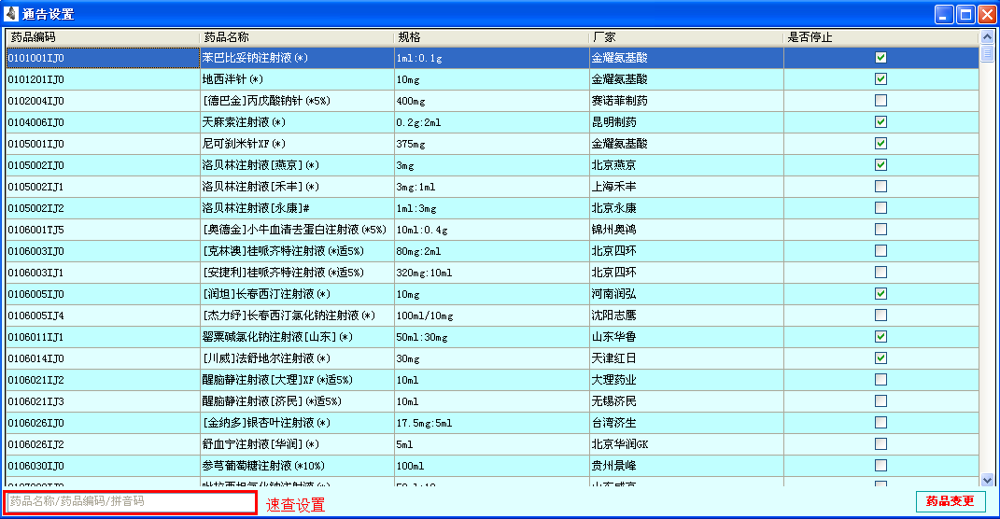 通告设置
药品编码 药品名称 规格 厂家 是否停止
0101001IJ0 苯巴比妥钠注射液(*) 1ml:0.1g 金耀氨基酸
0101201IJ0 地西泮针(*) 10mg 金耀氨基酸
0102004IJ0 [德巴金]丙戊酸钠针(*5%) 400mg 赛诺菲制药
0104006IJ0 天麻素注射液(*) 0.2g:2ml 昆明制药
0105001IJ0 尼可刹米针XF(*) 375mg 金耀氨基酸
0105002IJ0 洛贝林注射液[燕京](*) 3mg 北京燕京
0105002IJ1 洛贝林注射液[禾丰](*) 3mg:1ml 上海禾丰
0105002IJ2 洛贝林注射液[永康]# 1ml:3mg 北京永康
0106001TJ5 [奥德金]小牛血清去蛋白注射液(*5%) 10ml:0.4g 锦州奥鸿
0106003IJ0 [克林澳]桂哌齐特注射液(*适5%) 80mg:2ml 北京四环
0106003IJ1 [安捷利]桂哌齐特注射液(*适5%) 320mg:10ml 北京四环
0106005IJ0 [润坦]长春西汀注射液(*) 10mg 河南润弘
0106005IJ4 [杰力纾]长春西汀氯化钠注射液(*) 100ml/10mg 沈阳志鹰
0106011IJ1 罂粟碱氯化钠注射液[山东](*) 50ml:30mg 山东华鲁
0106014IJ0 [川威]法舒地尔注射液(*) 30mg 天津红日
0106021IJ2 醒脑静注射液[大理]XF(*适5%) 10ml 大理药业
0106021IJ3 醒脑静注射液[济民](*适5%) 10ml 无锡济民
0106026IJ0 [金纳多]银杏叶注射液(*) 17.5mg:5ml 台湾济生
0106026IJ2 舒血宁注射液[华润](*) 5ml 北京华润GK
0106030IJ0 参芎葡萄糖注射液(*10%) 100ml 贵州景峰
药品名称/药品编码/拼音码 速查设置 药品变更